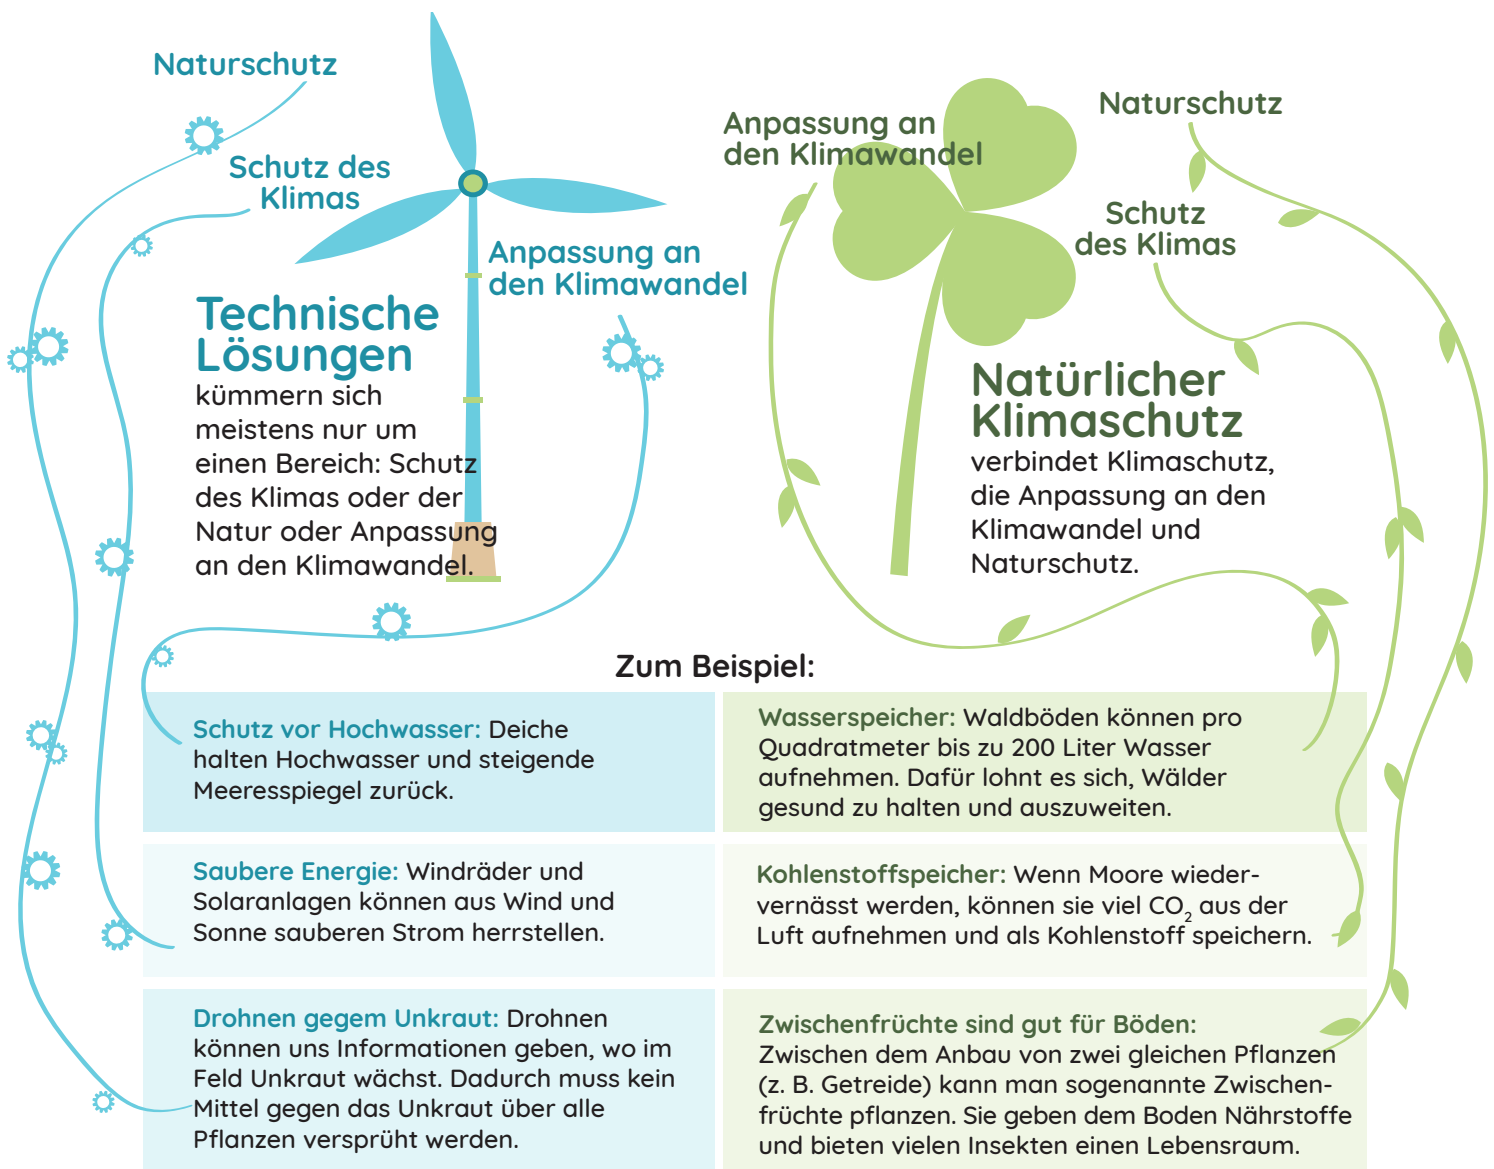 Naturschutz
Schutz des
Klimas
Anpassung an
den Klimawandel
Technische
Lösungen
kümmern sich
meistens nur um
einen Bereich: Schutz
des Klimas oder der
Natur oder Anpassung
an den Klimawandel.
Anpassung an
den Klimawandel
Naturschutz
Schutz
des Klimas
Natürlicher
Klimaschutz
verbindet Klimaschutz,
die Anpassung an den
Klimawandel und
Naturschutz.
Zum Beispiel:
Schutz vor Hochwasser: Deiche
halten Hochwasser und steigende
Meeresspiegel zurück.
Wasserspeicher: Waldböden können pro
Quadratmeter bis zu 200 Liter Wasser
aufnehmen. Dafür lohnt es sich, Wälder
gesund zu halten und auszuweiten.
Saubere Energie: Windräder und
Solaranlagen können aus Wind und
Sonne sauberen Strom herrstellen.
Kohlenstoffspeicher: Wenn Moore wieder-
vernässt werden, können sie viel CO₂ aus der
Luft aufnehmen und als Kohlenstoff speichern.
Drohnen gegem Unkraut: Drohnen
können uns Informationen geben, wo im
Feld Unkraut wächst. Dadurch muss kein
Mittel gegen das Unkraut über alle
Pflanzen versprüht werden.
Zwischenfrüchte sind gut für Böden:
Zwischen dem Anbau von zwei gleichen Pflanzen
(z. B. Getreide) kann man sogenannte Zwischen-
früchte pflanzen. Sie geben dem Boden Nährstoffe
und bieten vielen Insekten einen Lebensraum.